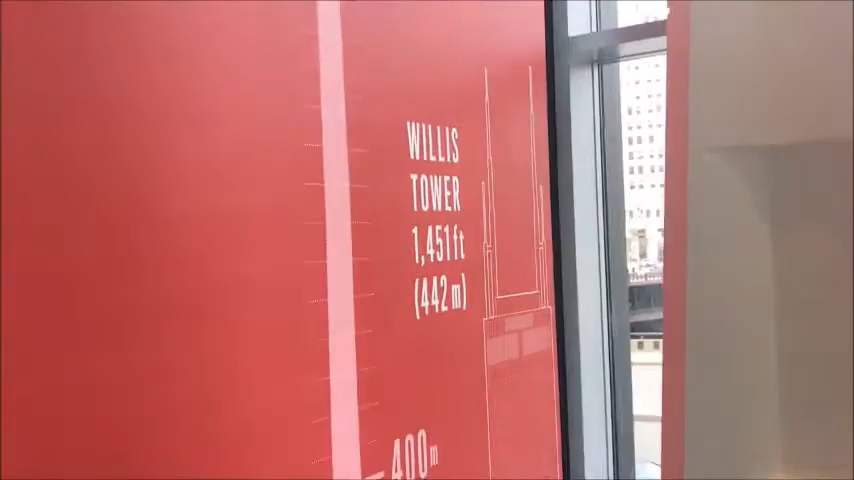 WILLIS
TOWER
1,451ft
(442m)
400m